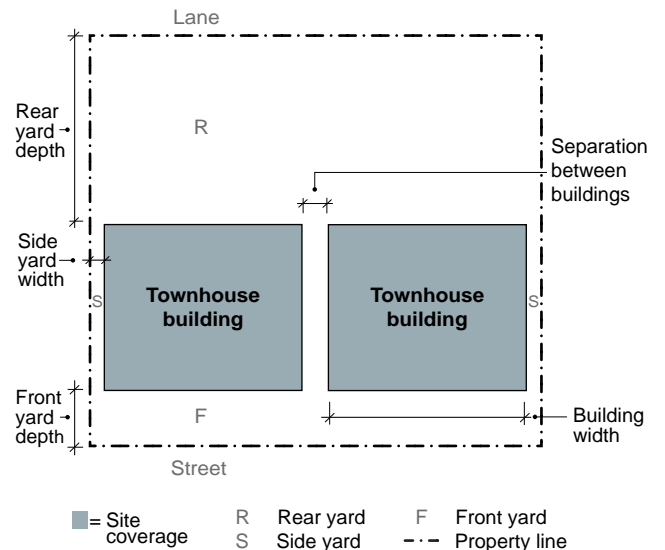 Lane
Rear
yard
depth
R
Separation
between
buildings
Side
yard
width
S
Townhouse
building
Townhouse
building
S
Front
yard
depth
F
Building
width
Street
= Site
coverage
R Rear yard
S Side yard
F Front yard
Property line